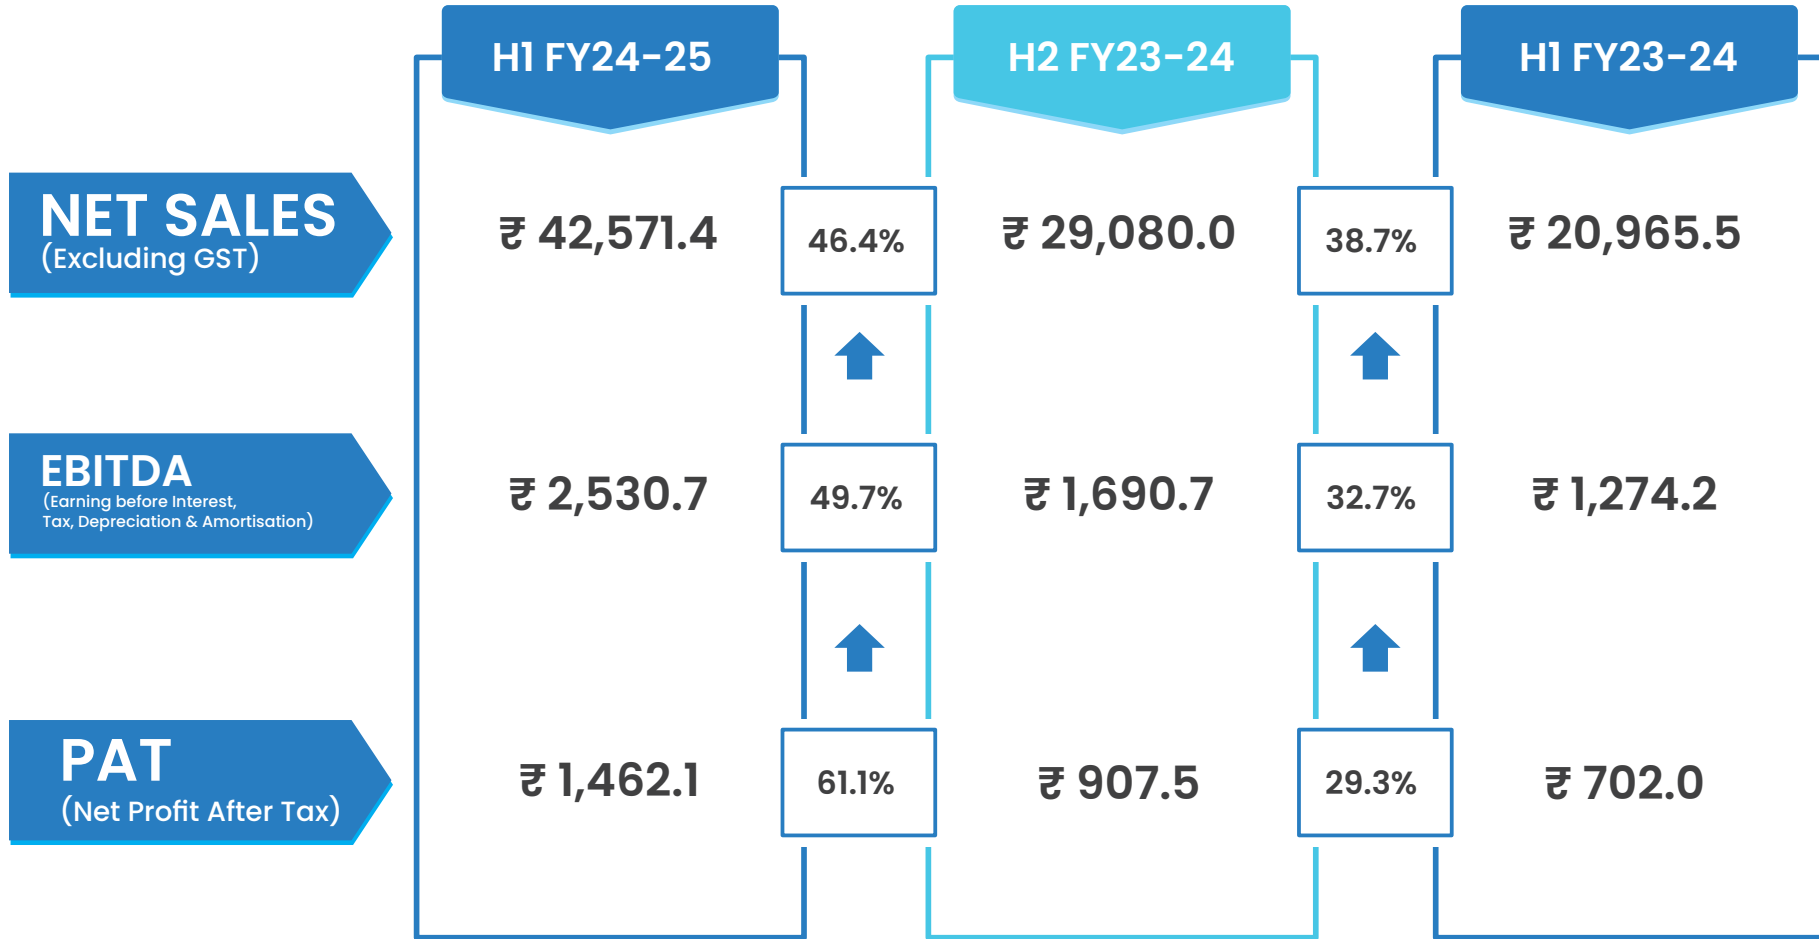 H1 FY24-25
H2 FY23-24
H1 FY23-24
NET SALES
(Excluding GST)
₹ 42,571.4
46.4%
₹ 29,080.0
38.7%
₹ 20,965.5
EBITDA
(Earning before Interest,
Tax, Depreciation & Amortisation)
₹ 2,530.7
49.7%
₹ 1,690.7
32.7%
₹ 1,274.2
PAT
(Net Profit After Tax)
₹ 1,462.1
61.1%
₹ 907.5
29.3%
₹ 702.0